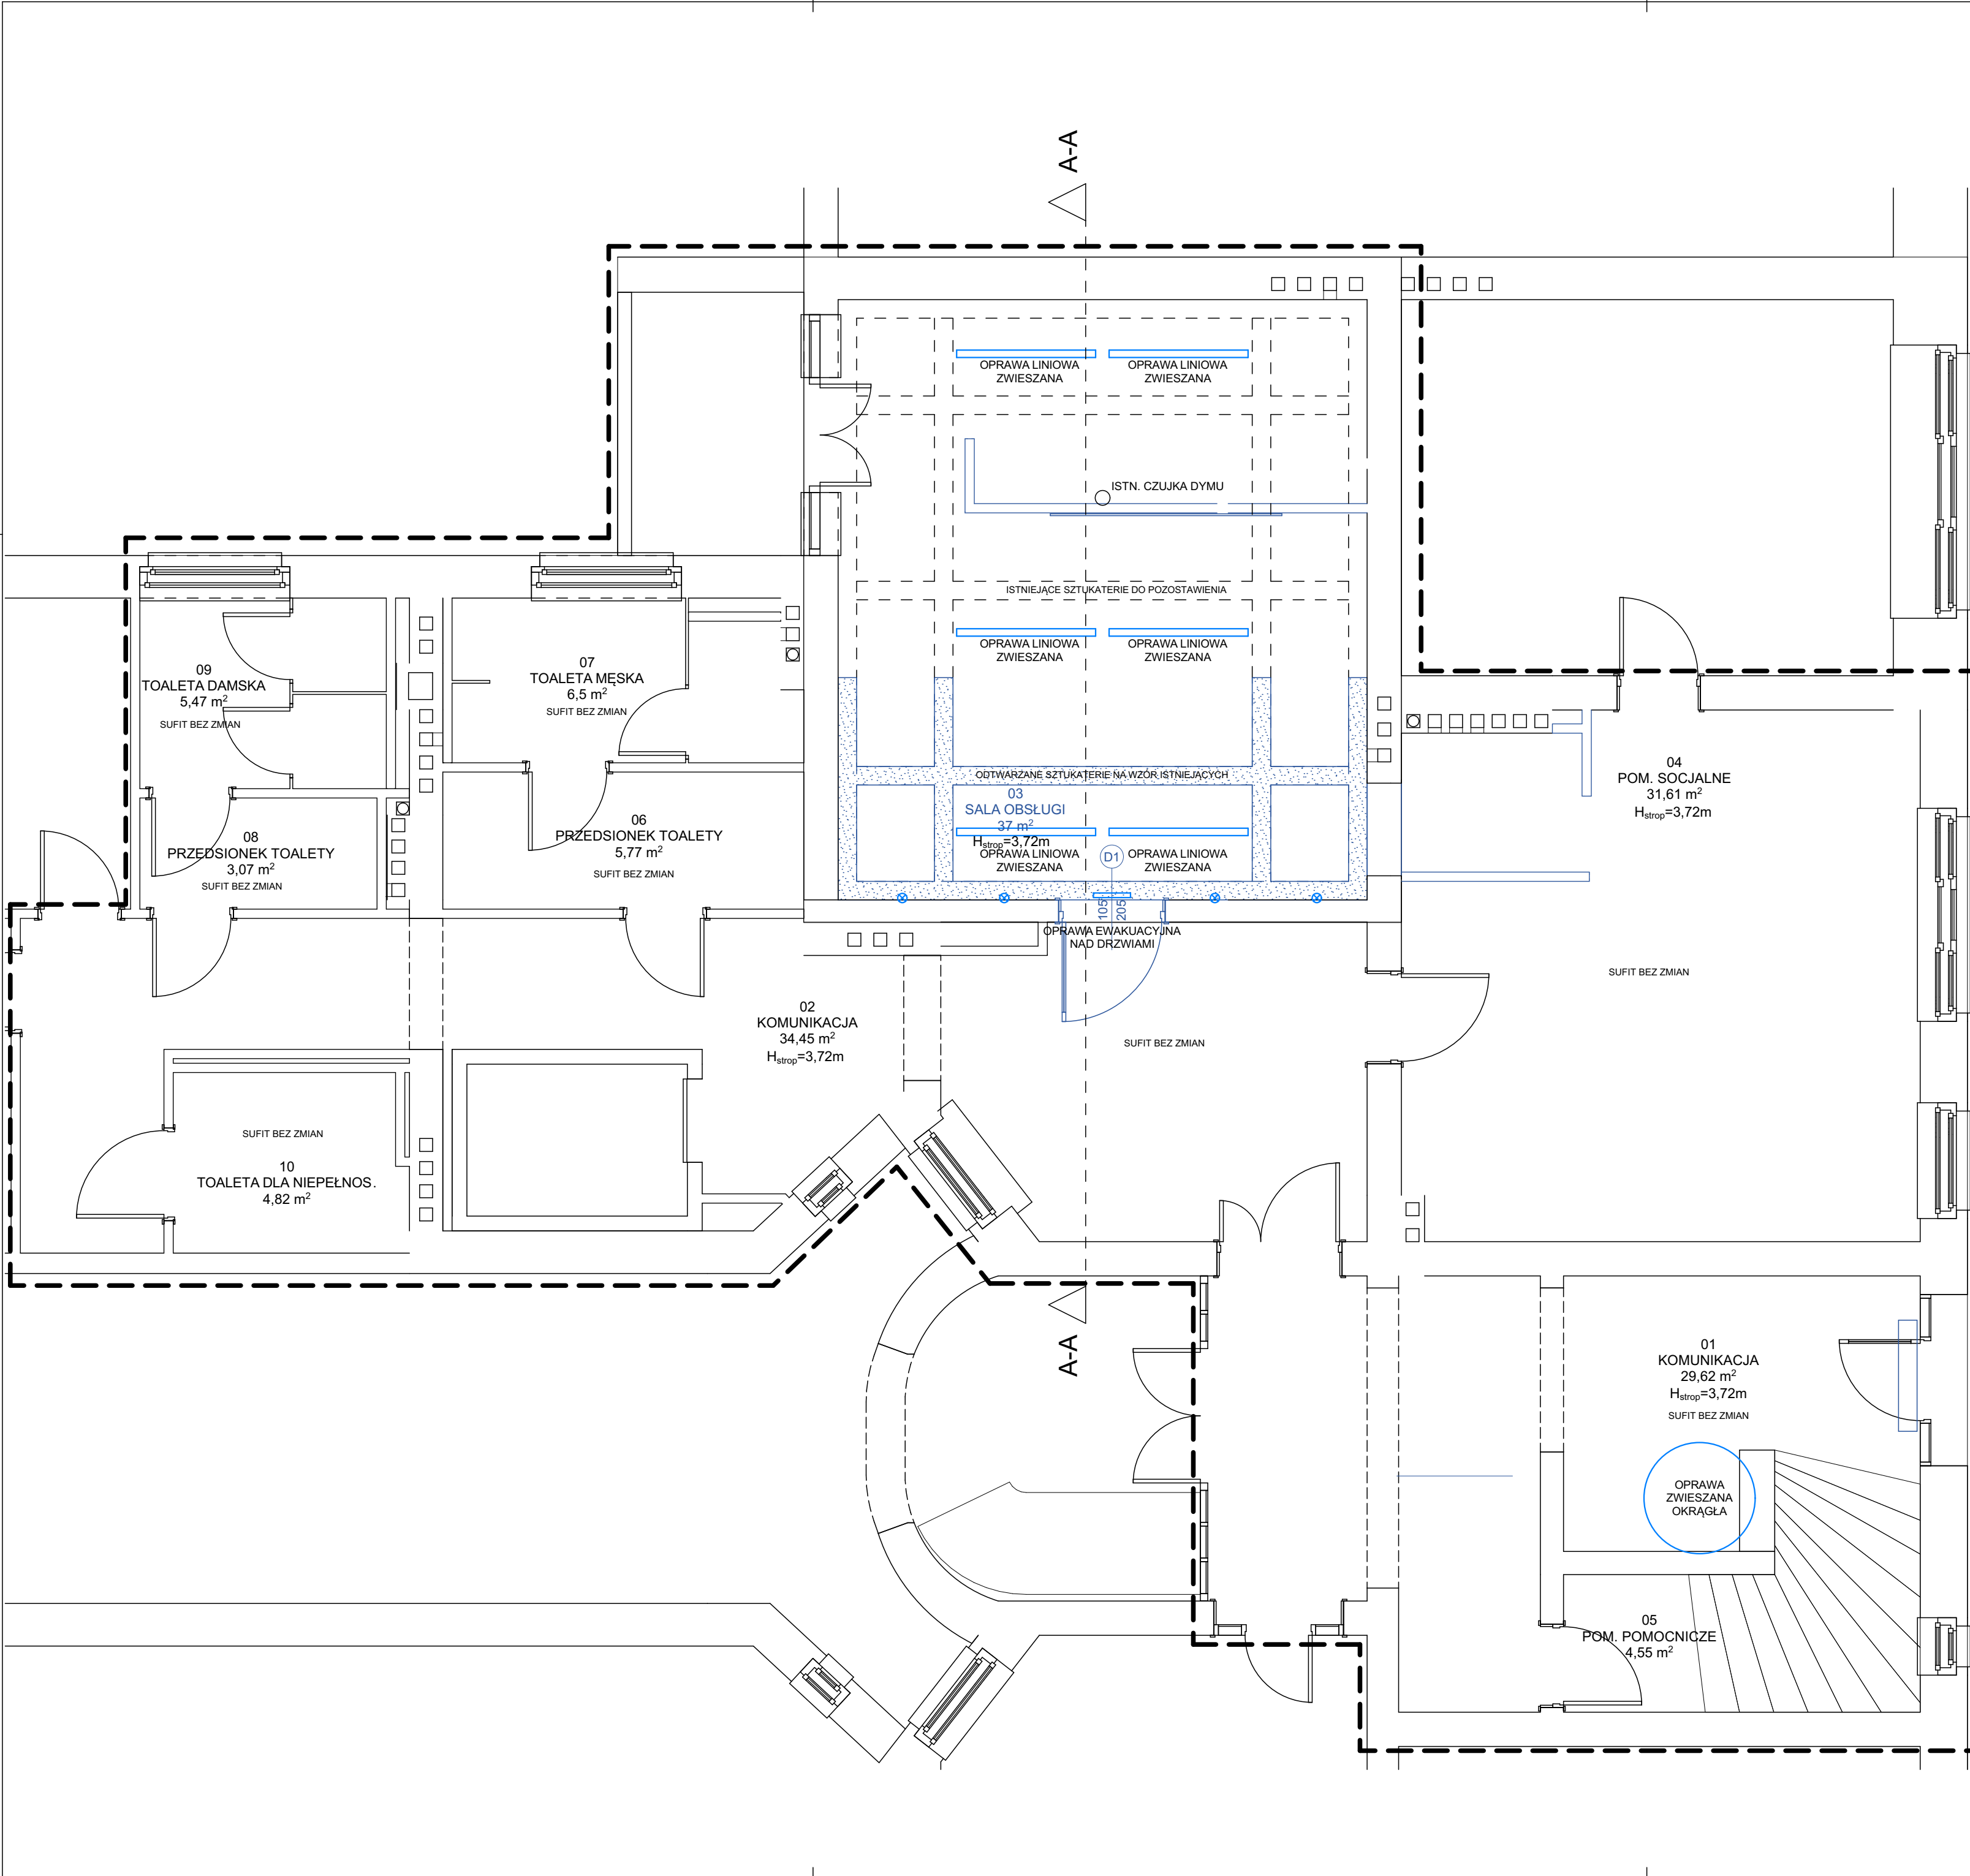 A-A
OPRAWA LINIOWA
ZWIESZANA
OPRAWA LINIOWA
ZWIESZANA
ISTN. CZUJKA DYMU
ISTNIEJĄCE SZTUKATERIE DO POZOSTAWIENIA
OPRAWA LINIOWA
ZWIESZANA
OPRAWA LINIOWA
ZWIESZANA
09
TOALETA DAMSKA
5,47 m²
SUFIT BEZ ZMIAN
07
TOALETA MĘSKA
6,5 m²
SUFIT BEZ ZMIAN
ODTWARZANE SZTUKATERIE NA WZÓR ISTNIEJĄCYCH
03
SALA OBSŁUGI
37 m²
Hstrop=3,72m
OPRAWA LINIOWA
ZWIESZANA
D1
OPRAWA LINIOWA
ZWIESZANA
105
205
OPRAWA EWAKUACYJNA
NAD DRZWIAMI
04
POM. SOCJALNE
31,61 m²
Hstrop=3,72m
SUFIT BEZ ZMIAN
08
PRZEDSIONEK TOALETY
3,07 m²
SUFIT BEZ ZMIAN
06
PRZEDSIONEK TOALETY
5,77 m²
SUFIT BEZ ZMIAN
02
KOMUNIKACJA
34,45 m²
Hstrop=3,72m
SUFIT BEZ ZMIAN
SUFIT BEZ ZMIAN
10
TOALETA DLA NIEPEŁNOS.
4,82 m²
A-A
01
KOMUNIKACJA
29,62 m²
Hstrop=3,72m
SUFIT BEZ ZMIAN
OPRAWA
ZWIESZANA
OKRĄGŁA
05
POM. POMOCNICZE
4,55 m²